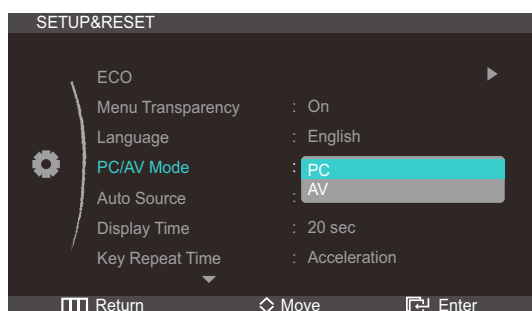 SETUP&RESET
ECO
Menu Transparency : On
Language : English
PC/AV Mode : PC
AV
Auto Source :
Display Time : 20 sec
Key Repeat Time : Acceleration
Return Move Enter